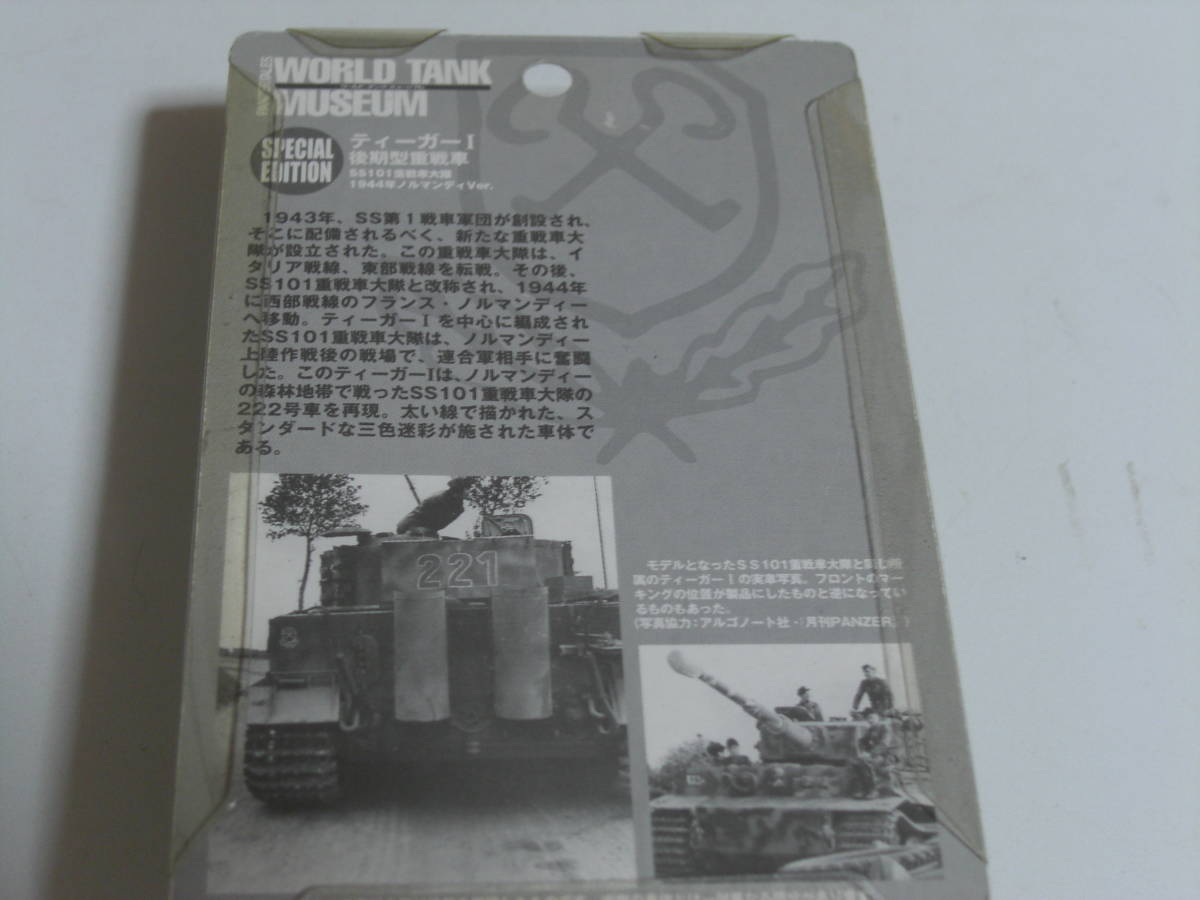 PANZERTALES
WORLD TANK
MUSEUM
SPECIAL
EDITION
ティーガーⅠ
後期型重戦車
SS101重戦車大隊
1944年ノルマンディVer.
1943年、SS第1戦車軍団が創設され、
そこに配備されるべく、新たな重戦車大
隊が設立された。この重戦車大隊は、イ
タリア戦線、東部戦線を転戦。その後、
SS101重戦車大隊と改称され、1944年
に西部戦線のフランス・ノルマンディー
へ移動。ティーガーⅠを中心に編成され
たSS101重戦車大隊は、ノルマンディー
上陸作戦後の戦場で、連合軍相手に奮闘
した。このティーガーⅠは、ノルマンディー
の森林地帯で戦ったSS101重戦車大隊の
222号車を再現。太い線で描かれた、ス
タンダードな三色迷彩が施された車体で
ある。
221
モデルとなったSS101重戦車大隊と同じ所
属のティーガーⅠの実車写真。フロントのマー
キングの位置が製品にしたものと逆になってい
るものもあった。
(写真協力:アルゴノート社・月刊PANZER)